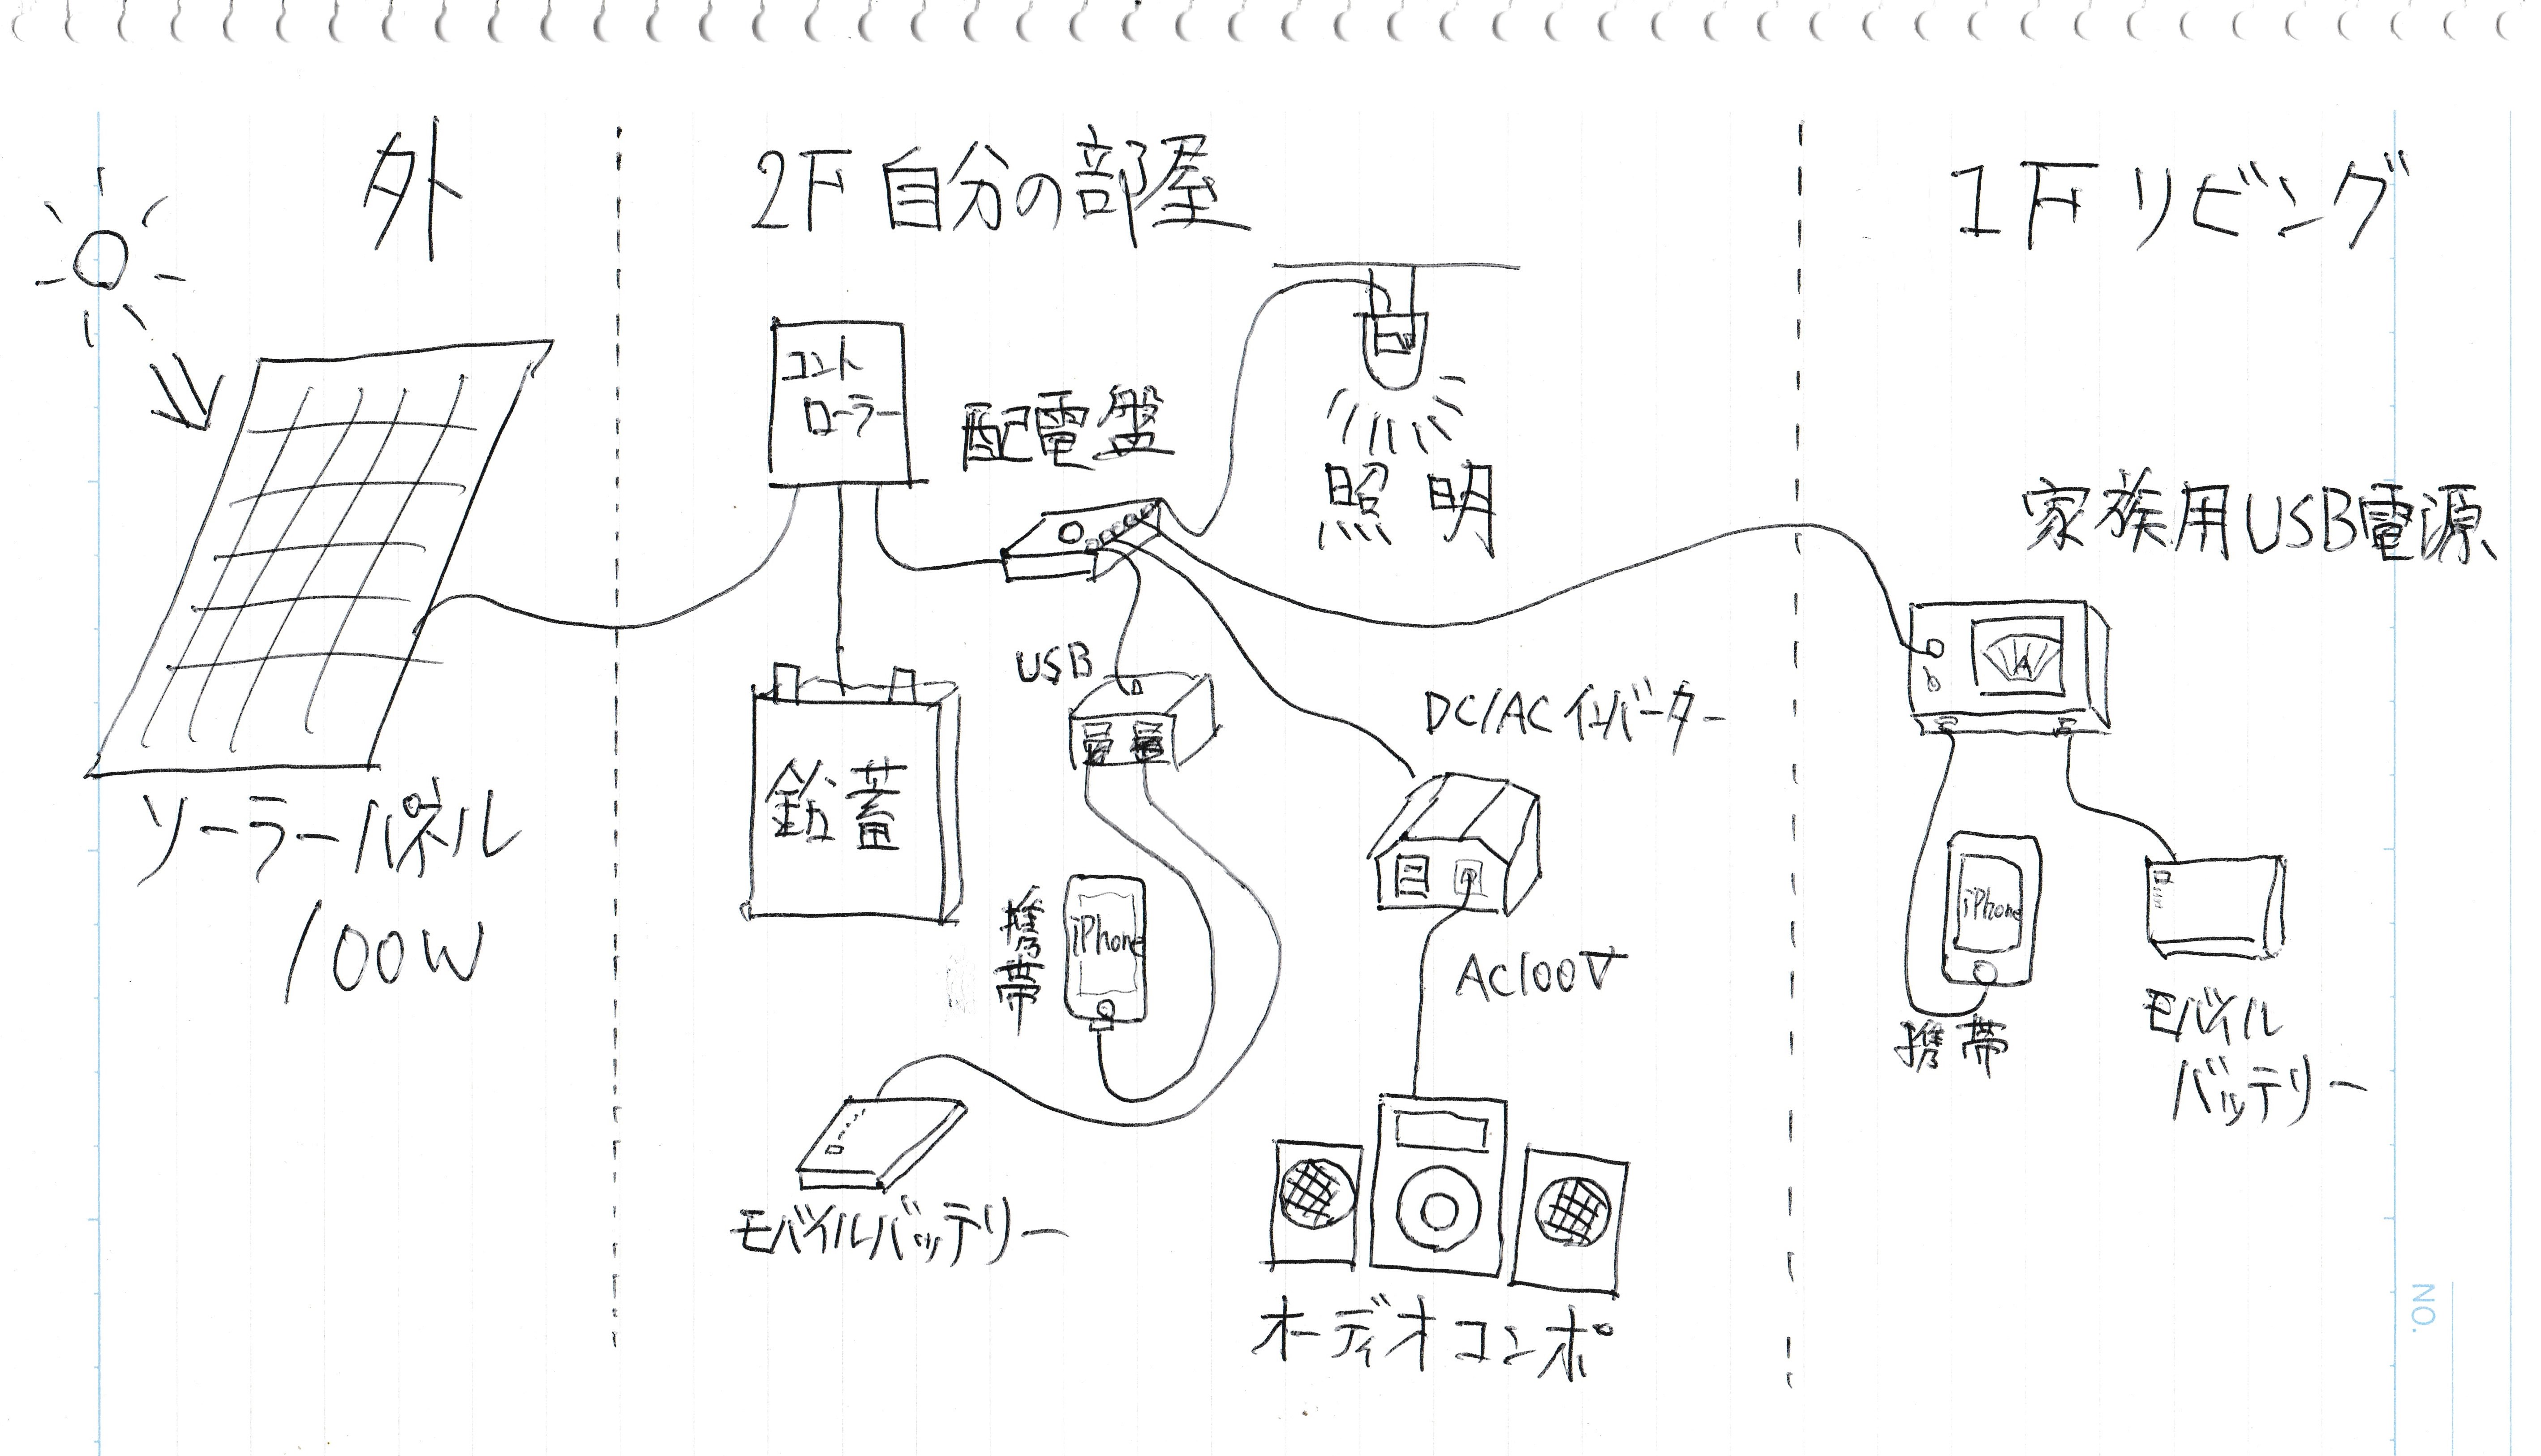 外
2F 自分の部屋
1F リビング
コント
ローラー
配電盤
照明
家族用USB電源
A
USB
DC/AC インバーター
鉛蓄
ソーラーパネル
100W
携帯
iPhone
AC100V
iPhone
携帯
モバイル
バッテリー
モバイルバッテリー
オーディオコンポ
NO.